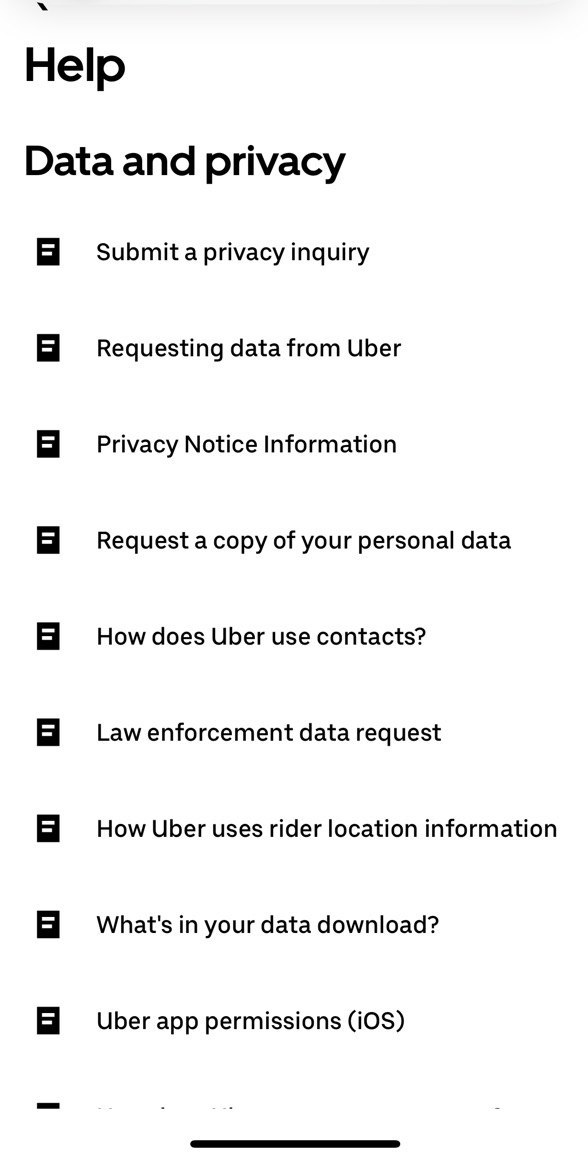 Help
Data and privacy
Submit a privacy inquiry
Requesting data from Uber
Privacy Notice Information
Request a copy of your personal data
How does Uber use contacts?
Law enforcement data request
How Uber uses rider location information
What's in your data download?
Uber app permissions (iOS)